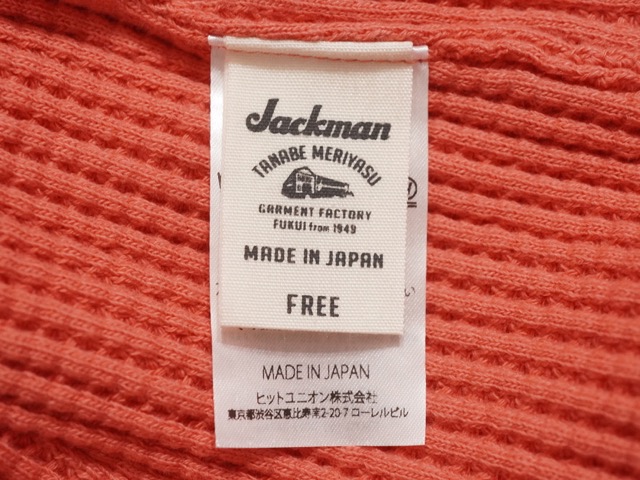 Jackman
TANABE MERIYASU
GARMENT FACTORY
FUKUI from 1949
MADE IN JAPAN
FREE
MADE IN JAPAN
ヒットユニオン株式会社
東京都渋谷区恵比寿南2-20-7 ローレルビル